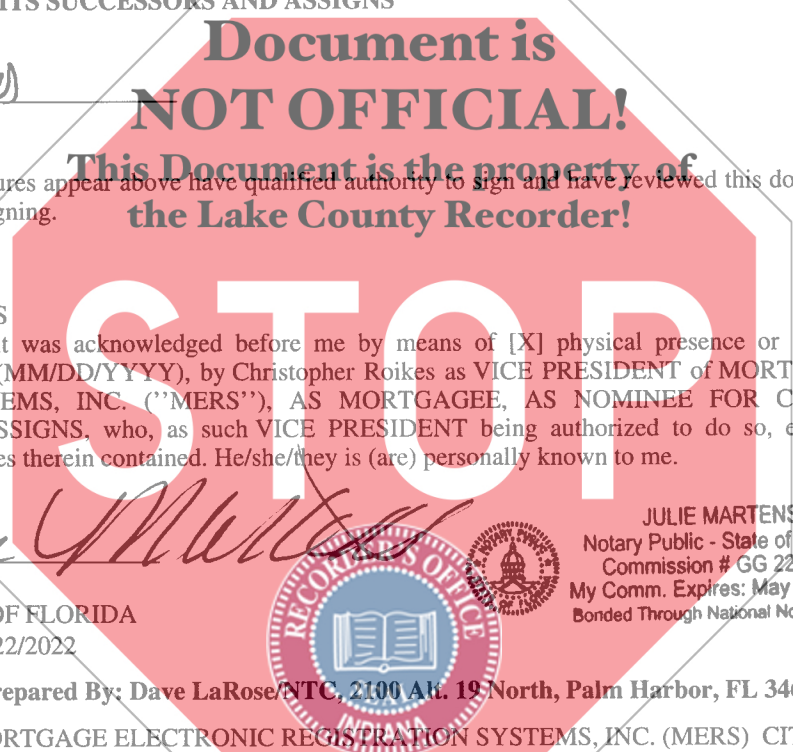 ITS SUCCESSORS AND ASSIGNS
Document is
NOT OFFICIAL!
This Document is the property of
ures appear above have qualified authority to sign and have reviewed this do
gning.
the Lake County Recorder!
STOP
S
t was acknowledged before me by means of [X] physical presence or
(MM/DD/YYYY), by Christopher Roikes as VICE PRESIDENT of MORT
EMS, INC. (''MERS''), AS MORTGAGEE, AS NOMINEE FOR C
SSIGNS, who, as such VICE PRESIDENT being authorized to do so, e
es therein contained. He/she/they is (are) personally known to me.
JULIE MARTENS
Notary Public - State of
Commission # GG 22
My Comm. Expires: May
Bonded Through National No
NOTARY PUBLIC
RECORDER'S OFFICE
INDIANA
OF FLORIDA
22/2022
repared By: Dave LaRose/NTC, 2100 Alt. 19 North, Palm Harbor, FL 346
ORTGAGE ELECTRONIC REGISTRATION SYSTEMS, INC. (MERS) CIT